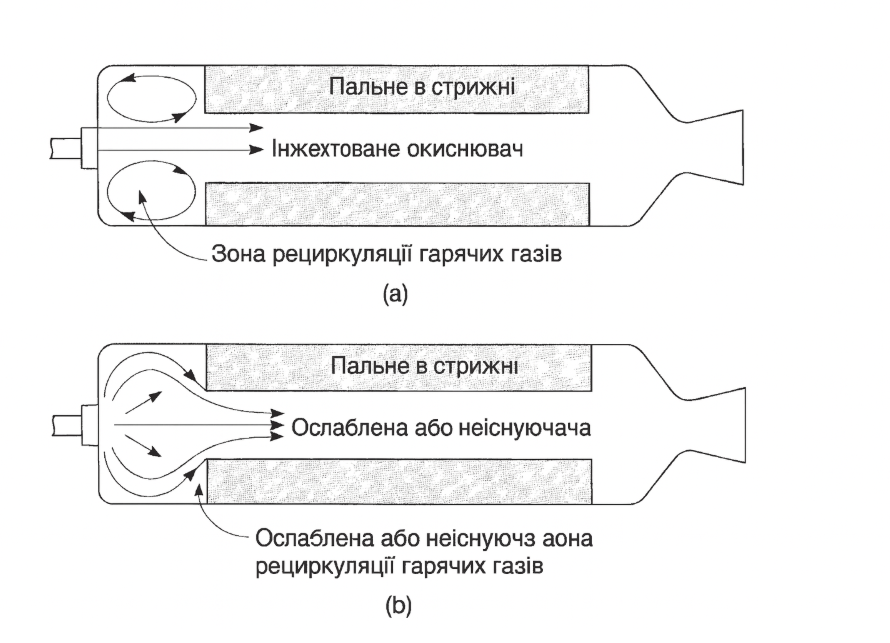 Пальне в стрижні
Інжехтоване окиснювач
Зона рециркуляції гарячих газів
(a)
Пальне в стрижні
Ослаблена або неіснуючача
Ослаблена або неіснуючз аона
рециркуляції гарячих газів
(b)